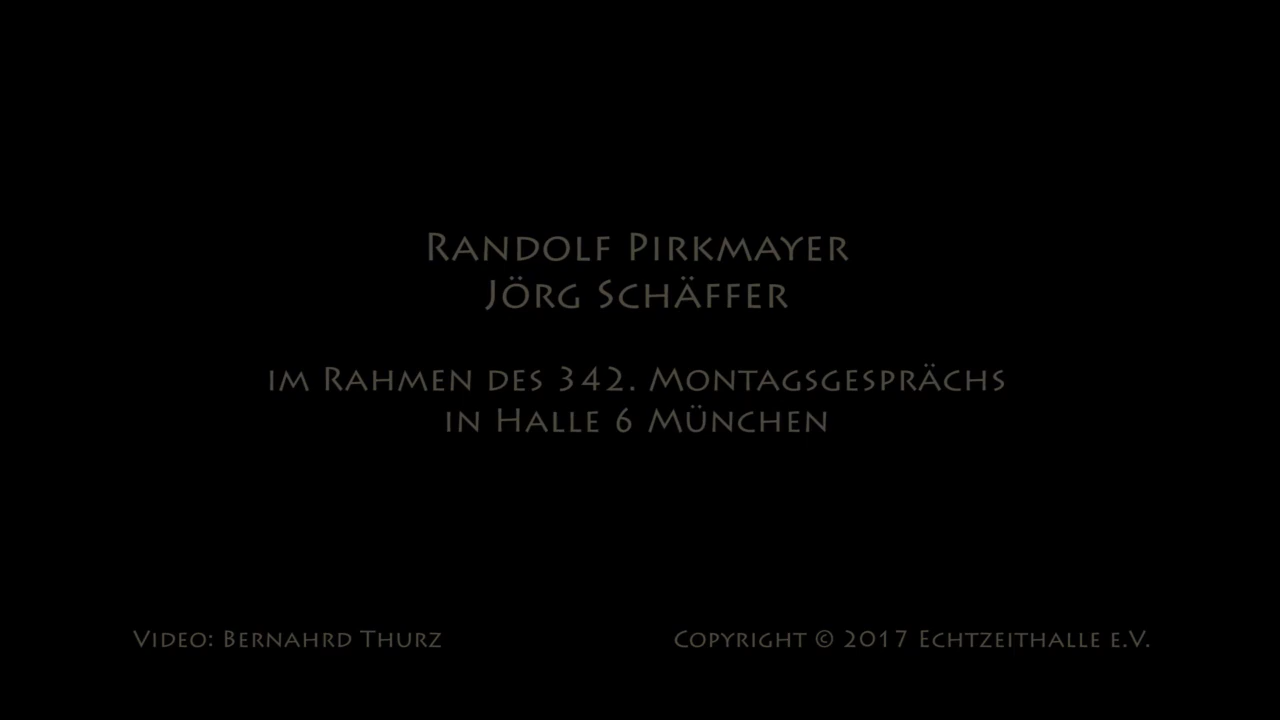 Randolf Pirkmayer
Jörg Schäffer
im Rahmen des 342. Montagsgesprächs
in Halle 6 München
Video: Bernahrd Thurz
Copyright © 2017 Echtzeithalle e.V.